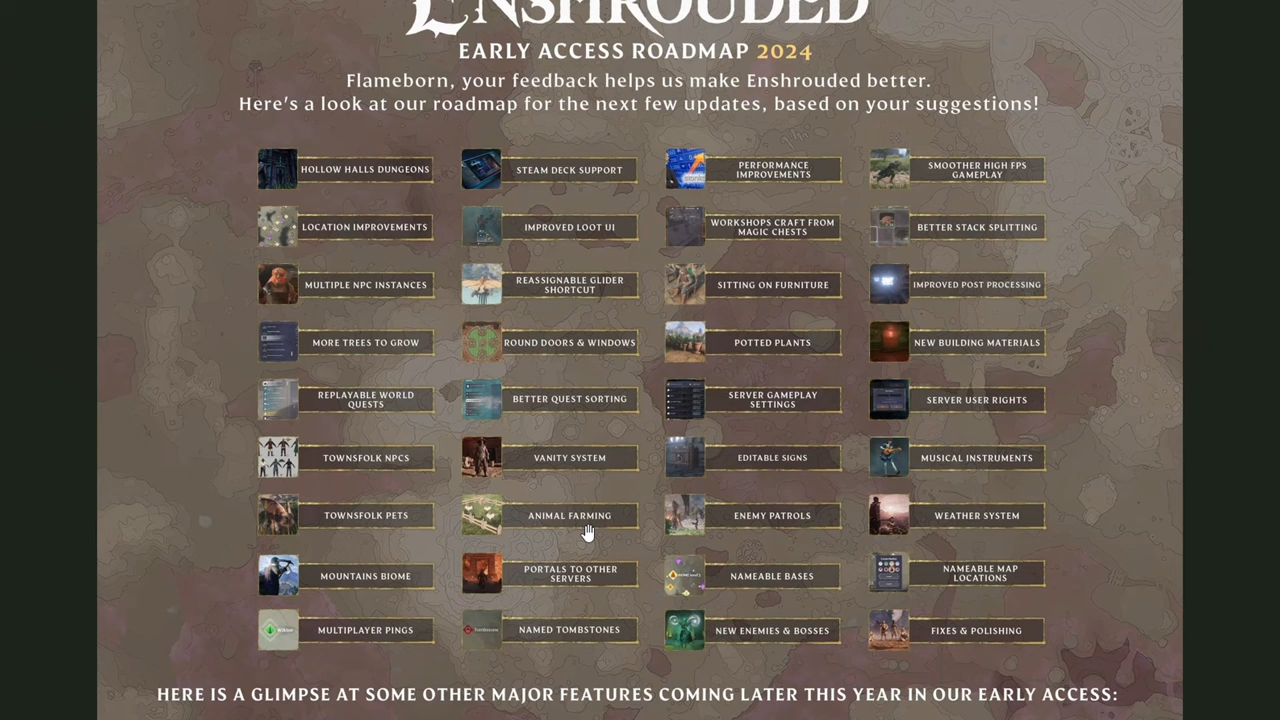 ENSHROUDED
EARLY ACCESS ROADMAP 2024
Flameborn, your feedback helps us make Enshrouded better.
Here's a look at our roadmap for the next few updates, based on your suggestions!
HOLLOW HALLS DUNGEONS
STEAM DECK SUPPORT
PERFORMANCE
IMPROVEMENTS
SMOOTHER HIGH FPS
GAMEPLAY
LOCATION IMPROVEMENTS
IMPROVED LOOT UI
WORKSHOPS CRAFT FROM
MAGIC CHESTS
BETTER STACK SPLITTING
MULTIPLE NPC INSTANCES
REASSIGNABLE GLIDER
SHORTCUT
SITTING ON FURNITURE
IMPROVED POST PROCESSING
MORE TREES TO GROW
ROUND DOORS & WINDOWS
POTTED PLANTS
NEW BUILDING MATERIALS
REPLAYABLE WORLD
QUESTS
BETTER QUEST SORTING
SERVER GAMEPLAY
SETTINGS
SERVER USER RIGHTS
TOWNSFOLK NPCS
VANITY SYSTEM
EDITABLE SIGNS
MUSICAL INSTRUMENTS
TOWNSFOLK PETS
ANIMAL FARMING
ENEMY PATROLS
WEATHER SYSTEM
MOUNTAINS BIOME
PORTALS TO OTHER
SERVERS
NAMEABLE BASES
NAMEABLE MAP
LOCATIONS
MULTIPLAYER PINGS
NAMED TOMBSTONES
NEW ENEMIES & BOSSES
FIXES & POLISHING
HERE IS A GLIMPSE AT SOME OTHER MAJOR FEATURES COMING LATER THIS YEAR IN OUR EARLY ACCESS: